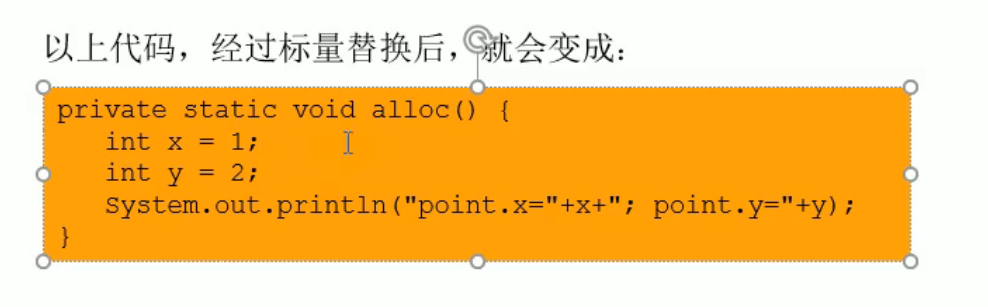 以上代码，经过标量替换后，就会变成：
private static void alloc() {
int x = 1;
int y = 2;
System.out.println("point.x="+x+"; point.y="+y);
}